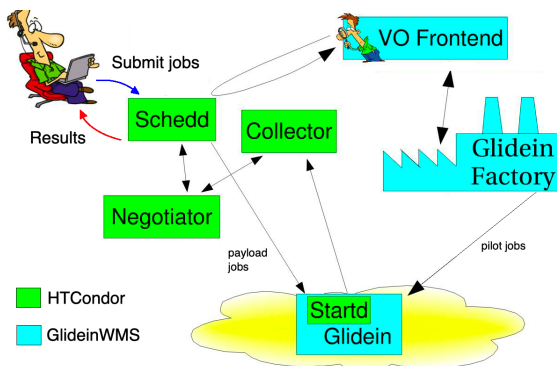 Submit jobs
VO Frontend
Results
Schedd
Collector
Glidein
Factory
Negotiator
payload
jobs
pilot jobs
HTCondor
Startd
Glidein
GlideinWMS